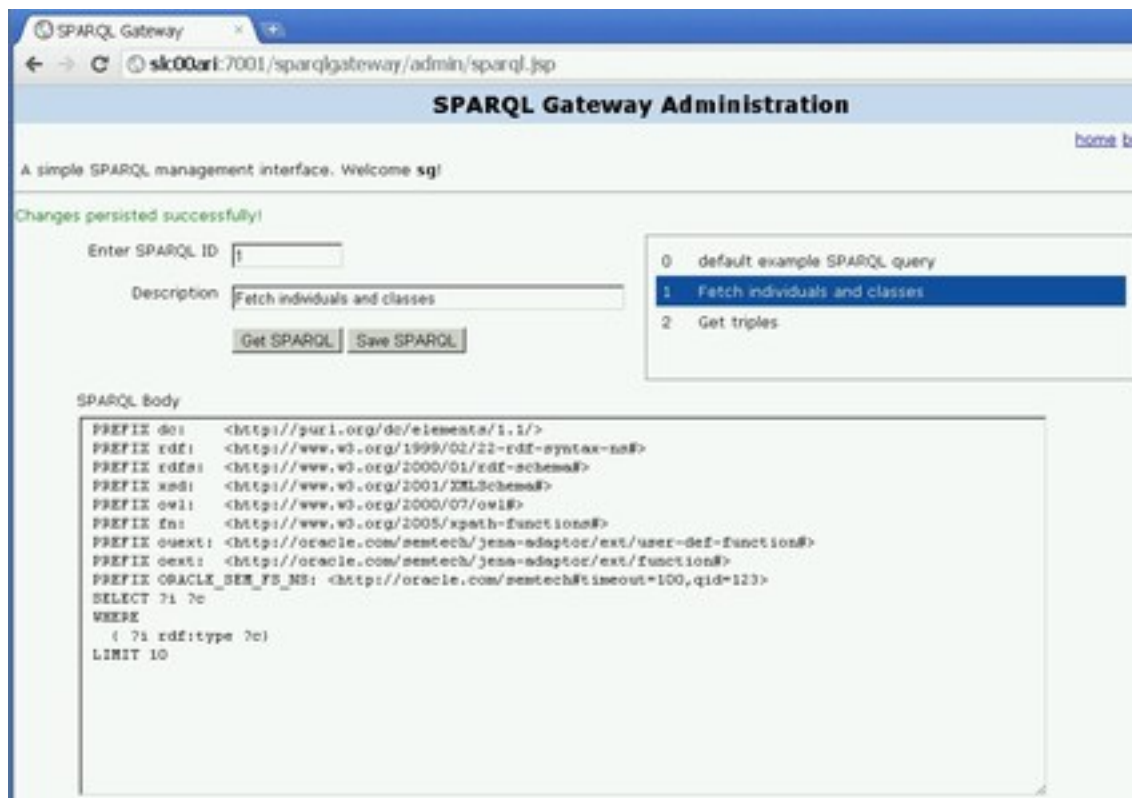 SPARQL Gateway
slc00ari:7001/sparqlgateway/admin/sparql.jsp
SPARQL Gateway Administration
home b
A simple SPARQL management interface. Welcome sg!
Changes persisted successfully!
Enter SPARQL ID 1
Description Fetch individuals and classes
Get SPARQL Save SPARQL
0 default example SPARQL query
1 Fetch individuals and classes
2 Get triples
SPARQL Body
PREFIX dc: <http://purl.org/dc/elements/1.1/>
PREFIX rdf: <http://www.w3.org/1999/02/22-rdf-syntax-ns#>
PREFIX rdfs: <http://www.w3.org/2000/01/rdf-schema#>
PREFIX xsd: <http://www.w3.org/2001/XMLSchema#>
PREFIX owl: <http://www.w3.org/2000/07/owl#>
PREFIX fn: <http://www.w3.org/2005/xpath-functions#>
PREFIX ouext: <http://oracle.com/semtech/jena-adaptor/ext/user-def-function#>
PREFIX oext: <http://oracle.com/semtech/jena-adaptor/ext/function#>
PREFIX ORACLE_SEM_FS_NS: <http://oracle.com/semtech#timeout=100,qid=123>
SELECT ?i ?c
WHERE
{ ?i rdf:type ?c}
LIMIT 10